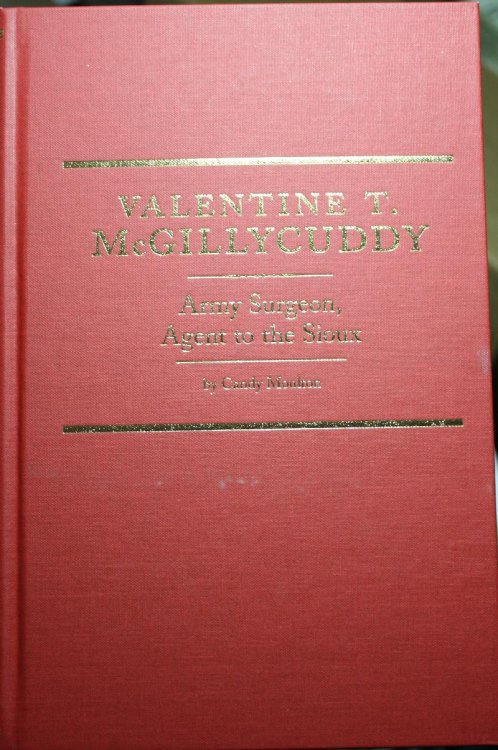 VALENTINE T.
McGILLYCUDDY
Army Surgeon,
Agent to the Sioux
by Candy Moulton